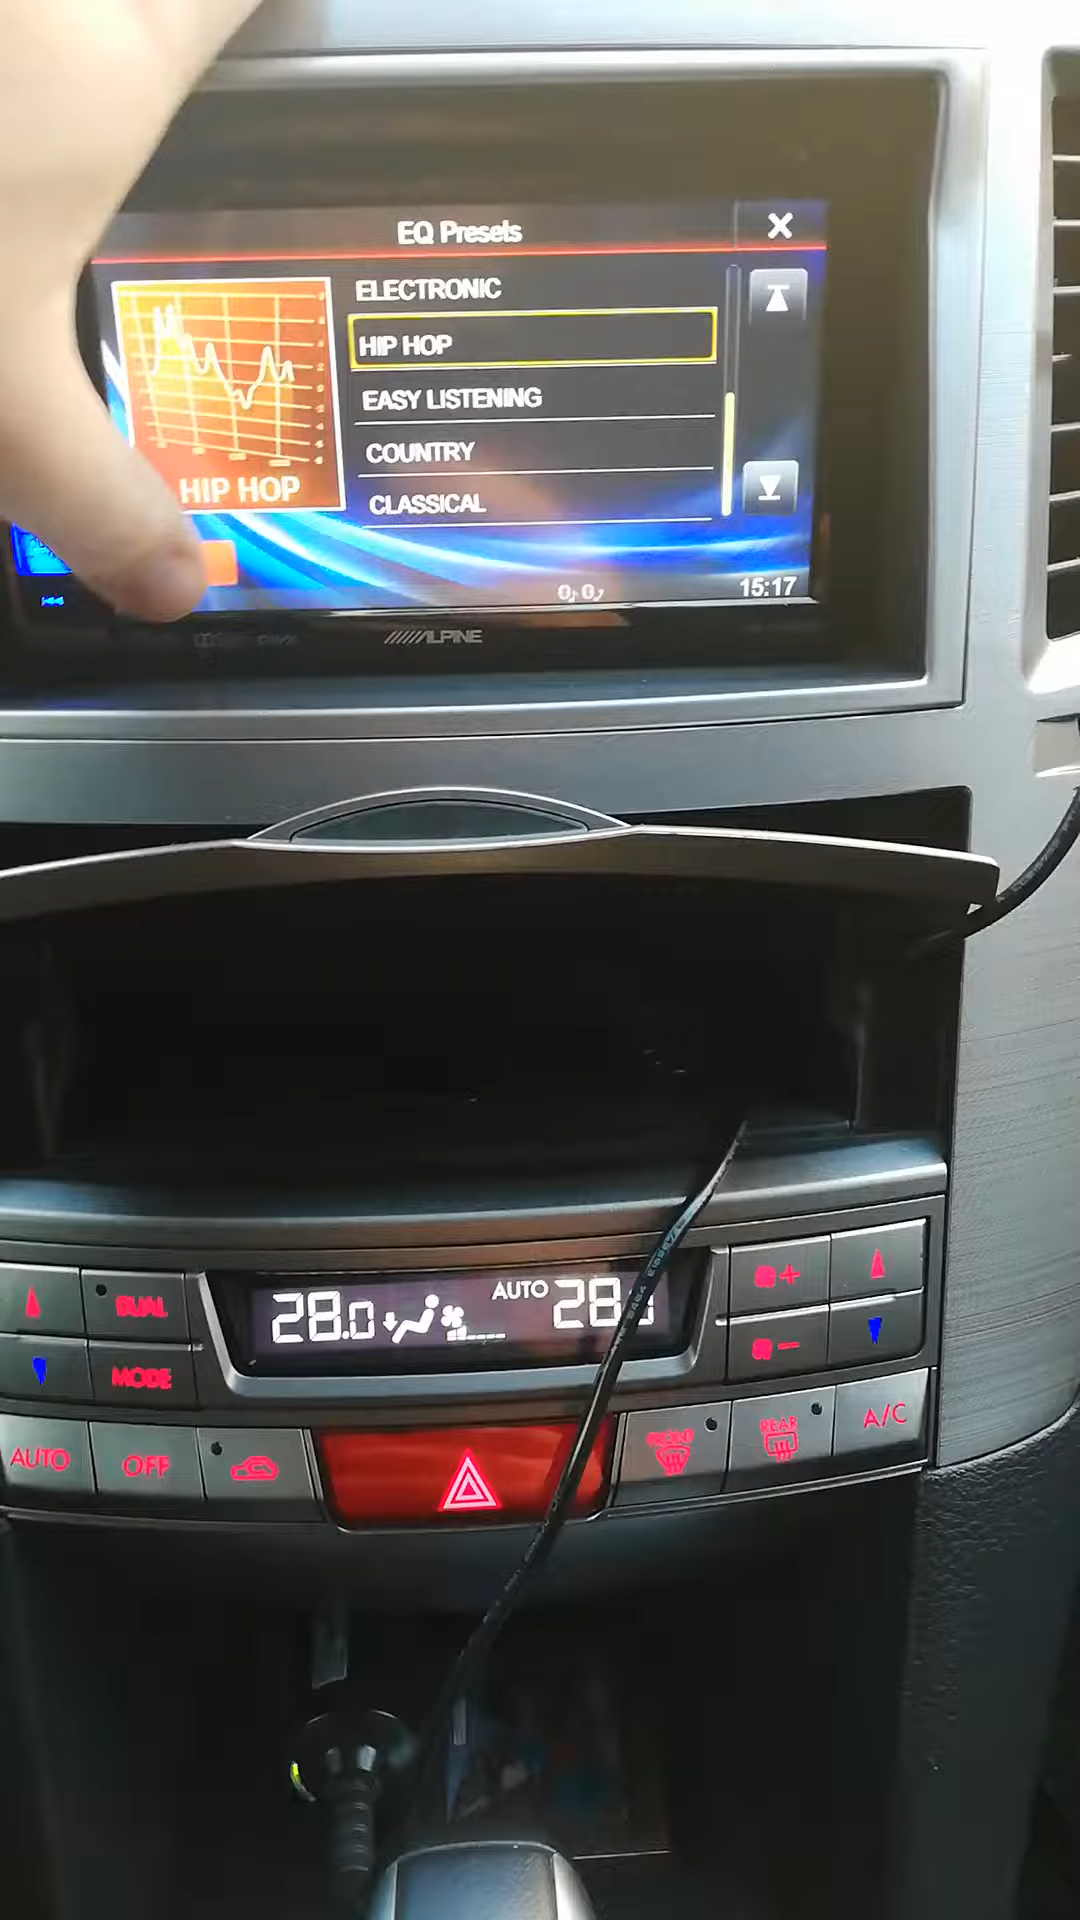 EQ Presets
ELECTRONIC
HIP HOP
EASY LISTENING
COUNTRY
CLASSICAL
HIP HOP
15:17
ALPINE
DUAL
28.0
AUTO
28.
MODE
AUTO
OFF
FRONT
REAR
A/C